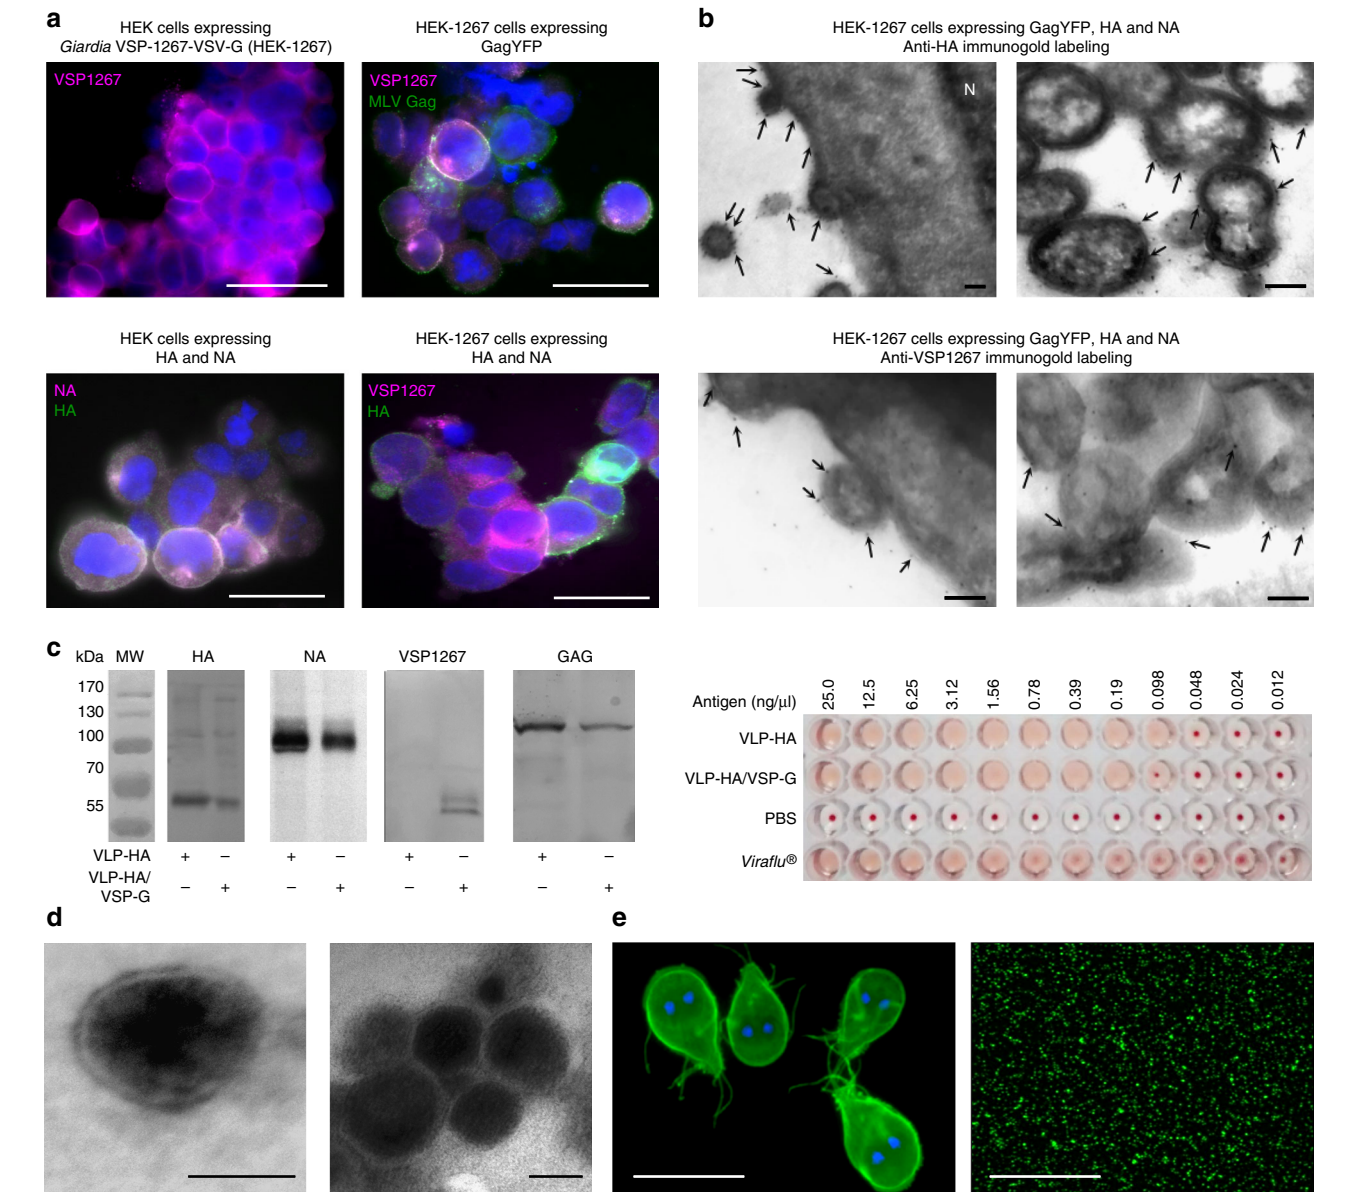 a
HEK cells expressing
Giardia VSP-1267-VSV-G (HEK-1267)
HEK-1267 cells expressing
GagYFP
VSP1267
VSP1267
MLV Gag
HEK cells expressing
HA and NA
HEK-1267 cells expressing
HA and NA
NA
HA
VSP1267
HA
b
HEK-1267 cells expressing GagYFP, HA and NA
Anti-HA immunogold labeling
N
HEK-1267 cells expressing GagYFP, HA and NA
Anti-VSP1267 immunogold labeling
c
kDa MW HA NA VSP1267 GAG
170
130
100
70
55
VLP-HA + – + – + – + –
VLP-HA/
VSP-G – + – + – + – +
Antigen (ng/µl) 25.0 12.5 6.25 3.12 1.56 0.78 0.39 0.19 0.098 0.048 0.024 0.012
VLP-HA
VLP-HA/VSP-G
PBS
Viraflu®
d
e